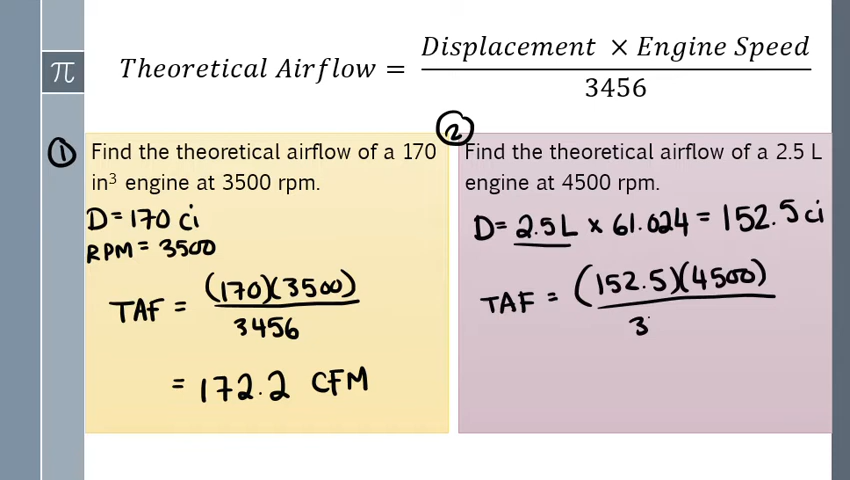 π
Theoretical Airflow = Displacement × Engine Speed
3456
① Find the theoretical airflow of a 170
in³ engine at 3500 rpm.
D = 170 ci
RPM = 3500
TAF = (170)(3500)
3456
= 172.2 CFM
②
Find the theoretical airflow of a 2.5 L
engine at 4500 rpm.
D = 2.5L × 61.024 = 152.5 ci
TAF = (152.5)(4500)
3